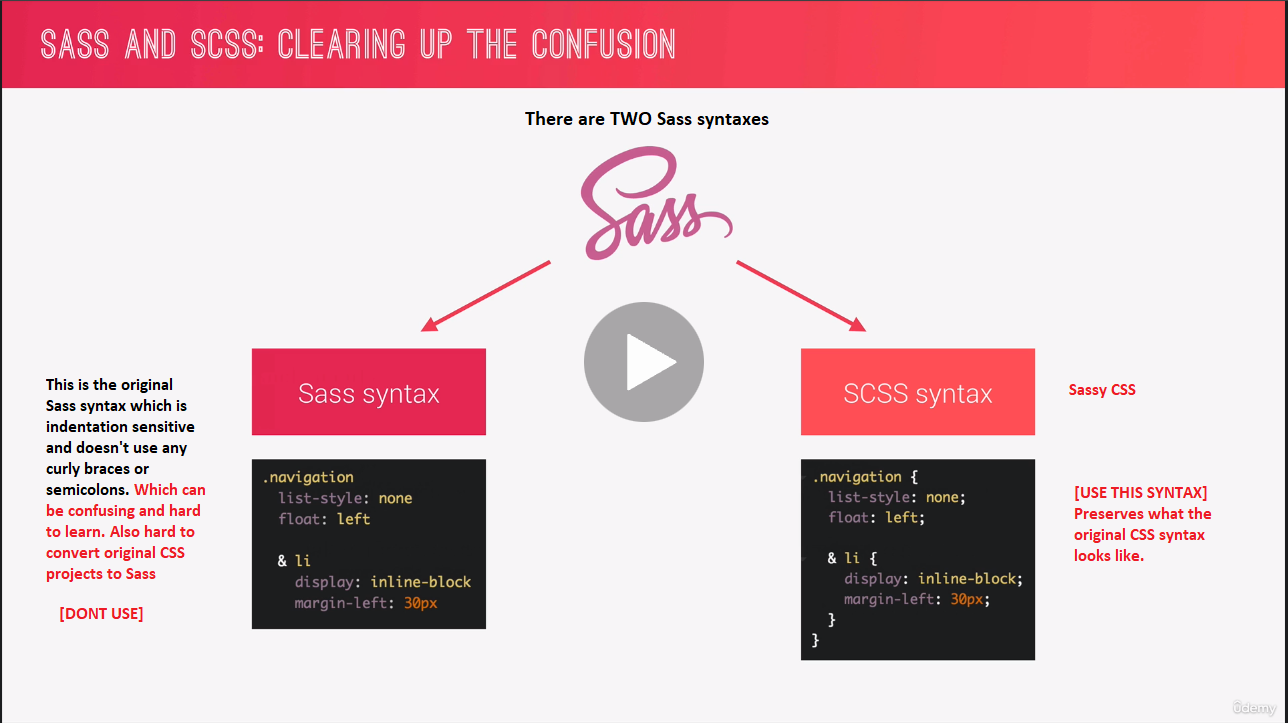 SASS AND SCSS: CLEARING UP THE CONFUSION
There are TWO Sass syntaxes
Sass
Sass syntax
This is the original
Sass syntax which is
indentation sensitive
and doesn't use any
curly braces or
semicolons. Which can
be confusing and hard
to learn. Also hard to
convert original CSS
projects to Sass
[DONT USE]
.navigation
list-style: none
float: left
& li
display: inline-block
margin-left: 30px
SCSS syntax
Sassy CSS
.navigation {
list-style: none;
float: left;
& li {
display: inline-block;
margin-left: 30px;
}
}
[USE THIS SYNTAX]
Preserves what the
original CSS syntax
looks like.
ûdemy